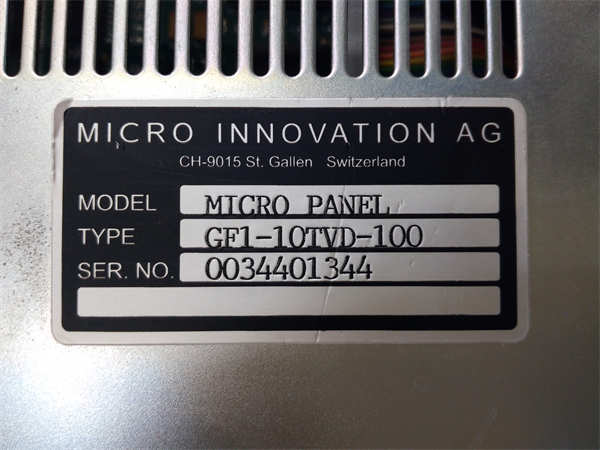 MICRO INNOVATION AG
CH-9015 St. Gallen Switzerland
MODEL MICRO PANEL
TYPE GF1-10TVD-100
SER. NO. 0034401344